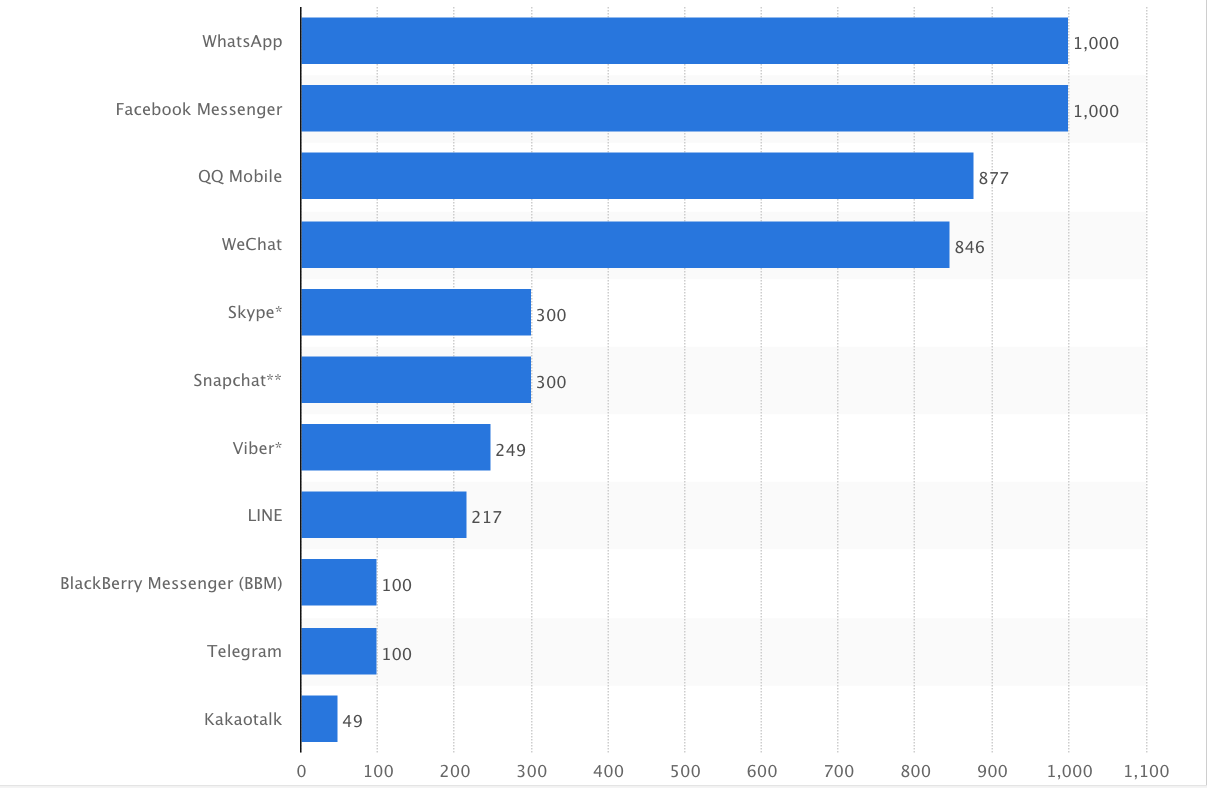 WhatsApp 1,000
Facebook Messenger 1,000
QQ Mobile 877
WeChat 846
Skype* 300
Snapchat** 300
Viber* 249
LINE 217
BlackBerry Messenger (BBM) 100
Telegram 100
Kakaotalk 49
0 100 200 300 400 500 600 700 800 900 1,000 1,100